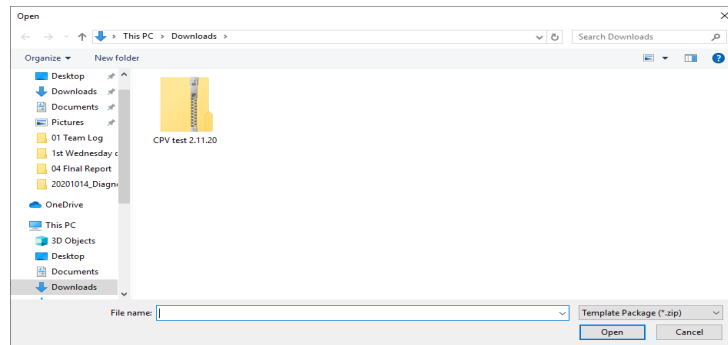 Open
This PC > Downloads >
Search Downloads
Organize
New folder
Desktop
Downloads
Documents
Pictures
01 Team Log
1st Wednesday c
04 FInal Report
20201014_Diagn
OneDrive
This PC
3D Objects
Desktop
Documents
Downloads
CPV test 2.11.20
File name:
Template Package (*.zip)
Open
Cancel